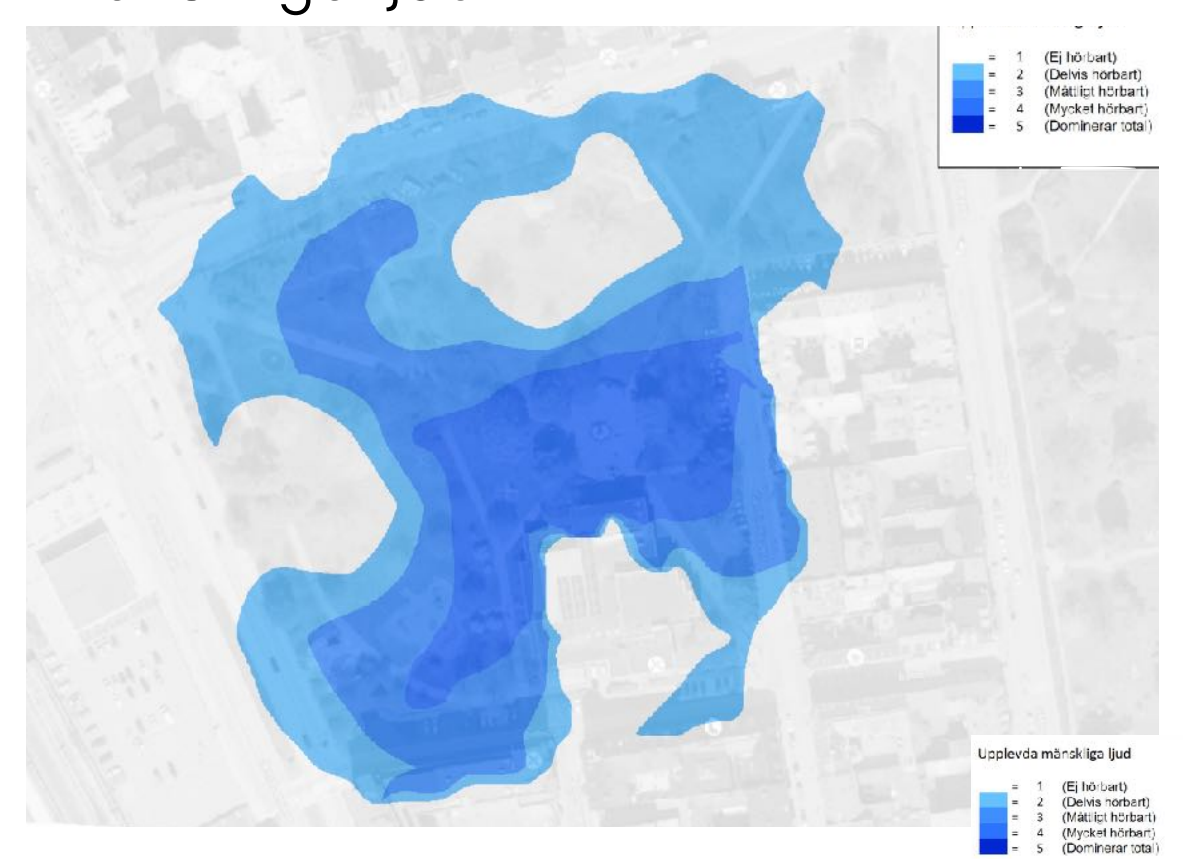 = 1 (Ej hörbart)
= 2 (Delvis hörbart)
= 3 (Måttligt hörbart)
= 4 (Mycket hörbart)
= 5 (Dominerar total)
Upplevda mänskliga ljud
= 1 (Ej hörbart)
= 2 (Delvis hörbart)
= 3 (Måttligt hörbart)
= 4 (Mycket hörbart)
= 5 (Dominerar total)